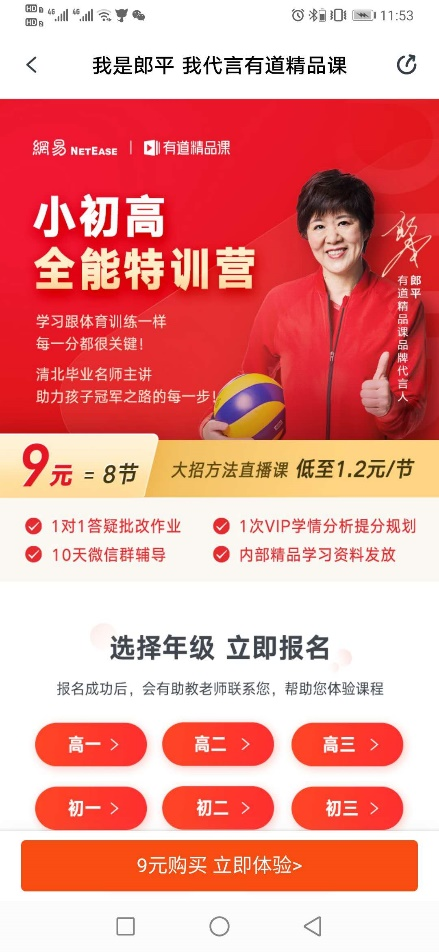 11:53
我是郎平 我代言有道精品课
網易 NETEASE | 有道精品课
小初高
全能特训营
学习跟体育训练一样
每一分都很关键!
清北毕业名师主讲
助力孩子冠军之路的每一步!
郎平
有道精品课品牌代言人
9元 = 8节
大招方法直播课 低至1.2元/节
1对1答疑批改作业
1次VIP学情分析提分规划
10天微信群辅导
内部精品学习资料发放
选择年级 立即报名
报名成功后，会有助教老师联系您，帮助您体验课程
高一 >
高二 >
高三 >
初一 >
初二 >
初三 >
9元购买 立即体验>